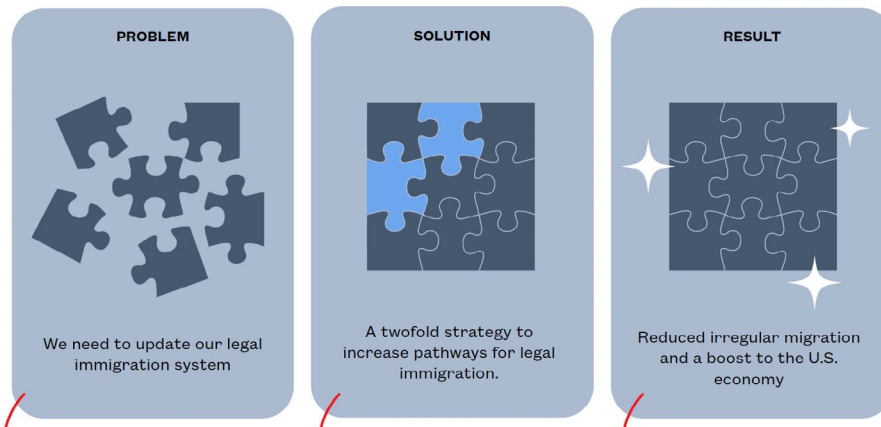 PROBLEM
We need to update our legal
immigration system
SOLUTION
A twofold strategy to
increase pathways for legal
immigration.
RESULT
Reduced irregular migration
and a boost to the U.S.
economy